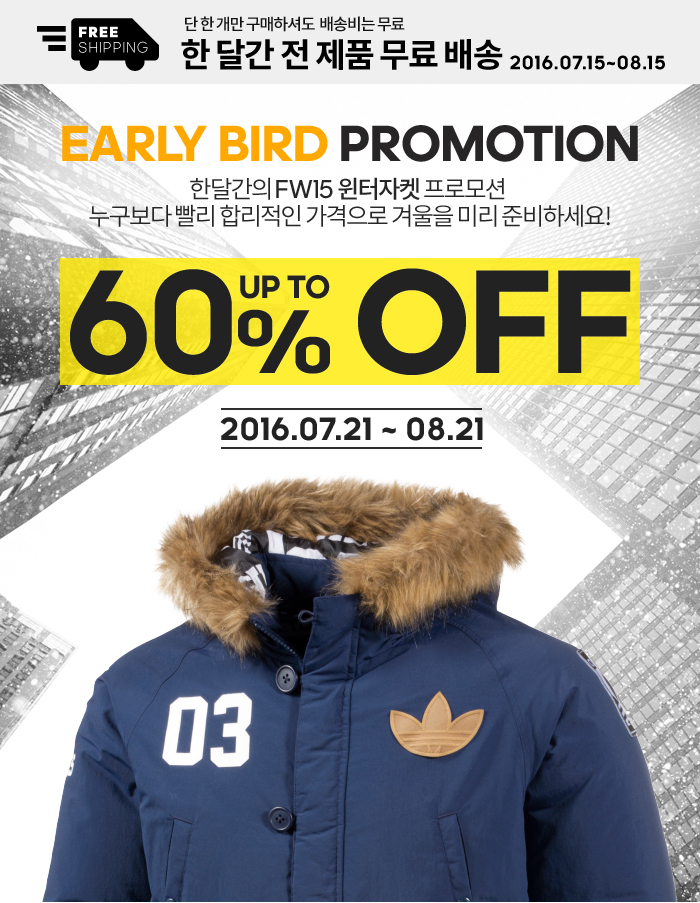 FREE
SHIPPING
단 한 개만 구매하셔도 배송비는 무료
한 달간 전 제품 무료 배송 2016.07.15~08.15
EARLY BIRD PROMOTION
한달간의 FW15 윈터자켓 프로모션
누구보다 빨리 합리적인 가격으로 겨울을 미리 준비하세요!
60% UP TO OFF
2016.07.21 ~ 08.21
03